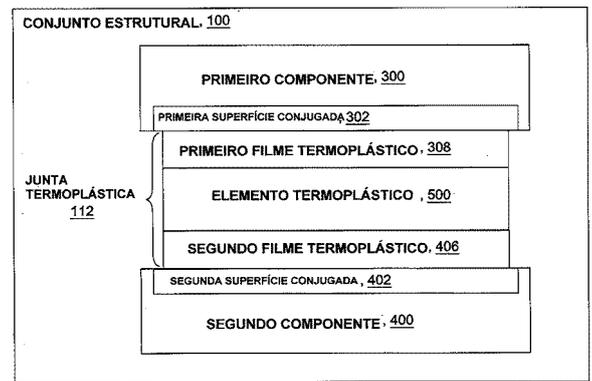 CONJUNTO ESTRUTURAL, 100
PRIMEIRO COMPONENTE, 300
PRIMEIRA SUPERFÍCIE CONJUGADA, 302
PRIMEIRO FILME TERMOPLÁSTICO, 308
JUNTA
TERMOPLÁSTICA
112
ELEMENTO TERMOPLÁSTICO , 500
SEGUNDO FILME TERMOPLÁSTICO, 406
SEGUNDA SUPERFÍCIE CONJUGADA , 402
SEGUNDO COMPONENTE, 400